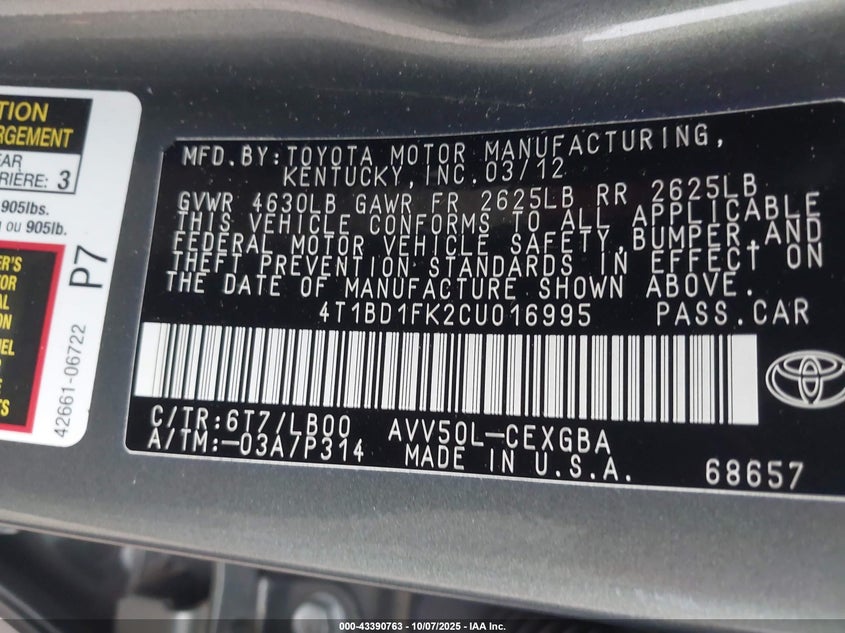 TION
RGEMENT
EAR
RRIÈRE: 3
905lbs.
ou 905lb.
P7
42661-06722
MFD.BY:TOYOTA MOTOR MANUFACTURING,
KENTUCKY,INC.03/12
GVWR 4630LB GAWR FR 2625LB RR 2625LB
THIS VEHICLE CONFORMS TO ALL APPLICABLE
FEDERAL MOTOR VEHICLE SAFETY,BUMPER,AND
THEFT PREVENTION STANDARDS IN EFFECT ON
THE DATE OF MANUFACTURE SHOWN ABOVE.
4T1BD1FK2CU016995 PASS.CAR
C/TR:6T7/LB00 AVV50L-CEXGBA
A/TM:-03A7P314 MADE IN U.S.A.
68657
000-43390763 - 10/07/2025 - IAA Inc.